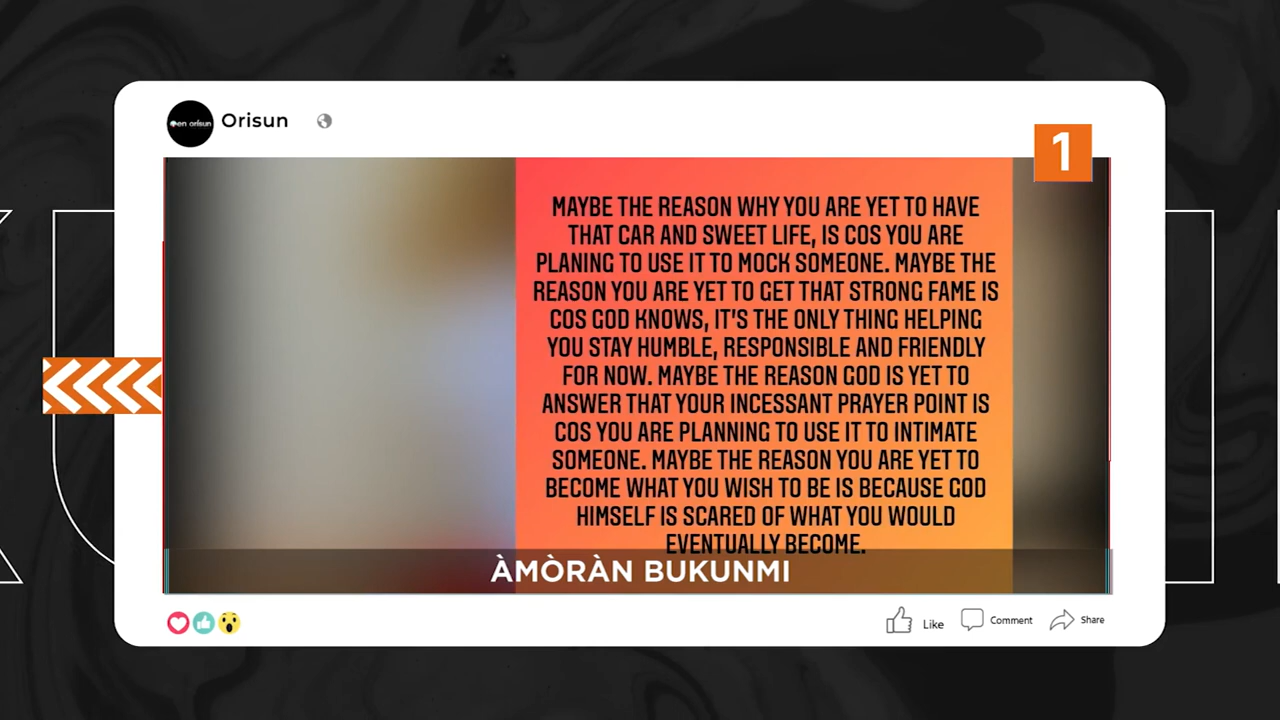 en orisun
Orisun
1
MAYBE THE REASON WHY YOU ARE YET TO HAVE
THAT CAR AND SWEET LIFE, IS COS YOU ARE
PLANING TO USE IT TO MOCK SOMEONE. MAYBE THE
REASON YOU ARE YET TO GET THAT STRONG FAME IS
COS GOD KNOWS, IT'S THE ONLY THING HELPING
YOU STAY HUMBLE, RESPONSIBLE AND FRIENDLY
FOR NOW. MAYBE THE REASON GOD IS YET TO
ANSWER THAT YOUR INCESSANT PRAYER POINT IS
COS YOU ARE PLANNING TO USE IT TO INTIMATE
SOMEONE. MAYBE THE REASON YOU ARE YET TO
BECOME WHAT YOU WISH TO BE IS BECAUSE GOD
HIMSELF IS SCARED OF WHAT YOU WOULD
EVENTUALLY BECOME.
ÀMÒRÀN BUKUNMI
Like Comment Share